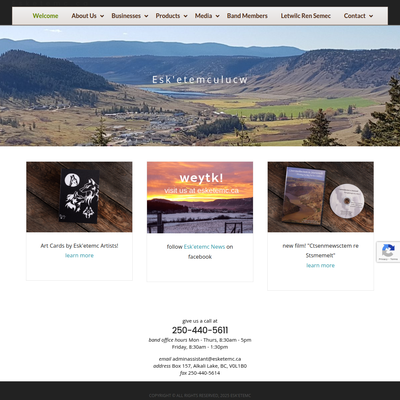 Welcome About Us Businesses Products Media Band Members Letwilc Ren Semec Contact
Esk'etemculucw
weytk!
visit us at esketemc.ca
Art Cards by Esk'etemc Artists!
learn more
follow Esk'etemc News on
facebook
new film! "Ctsenmewsctem re
Stsmemelt"
learn more
give us a call at
250-440-5611
band office hours Mon - Thurs, 8:30am - 5pm
Friday, 8:30am - 1:30pm
email adminassistant@esketemc.ca
address Box 157, Alkali Lake, BC, V0L1B0
fax 250-440-5614